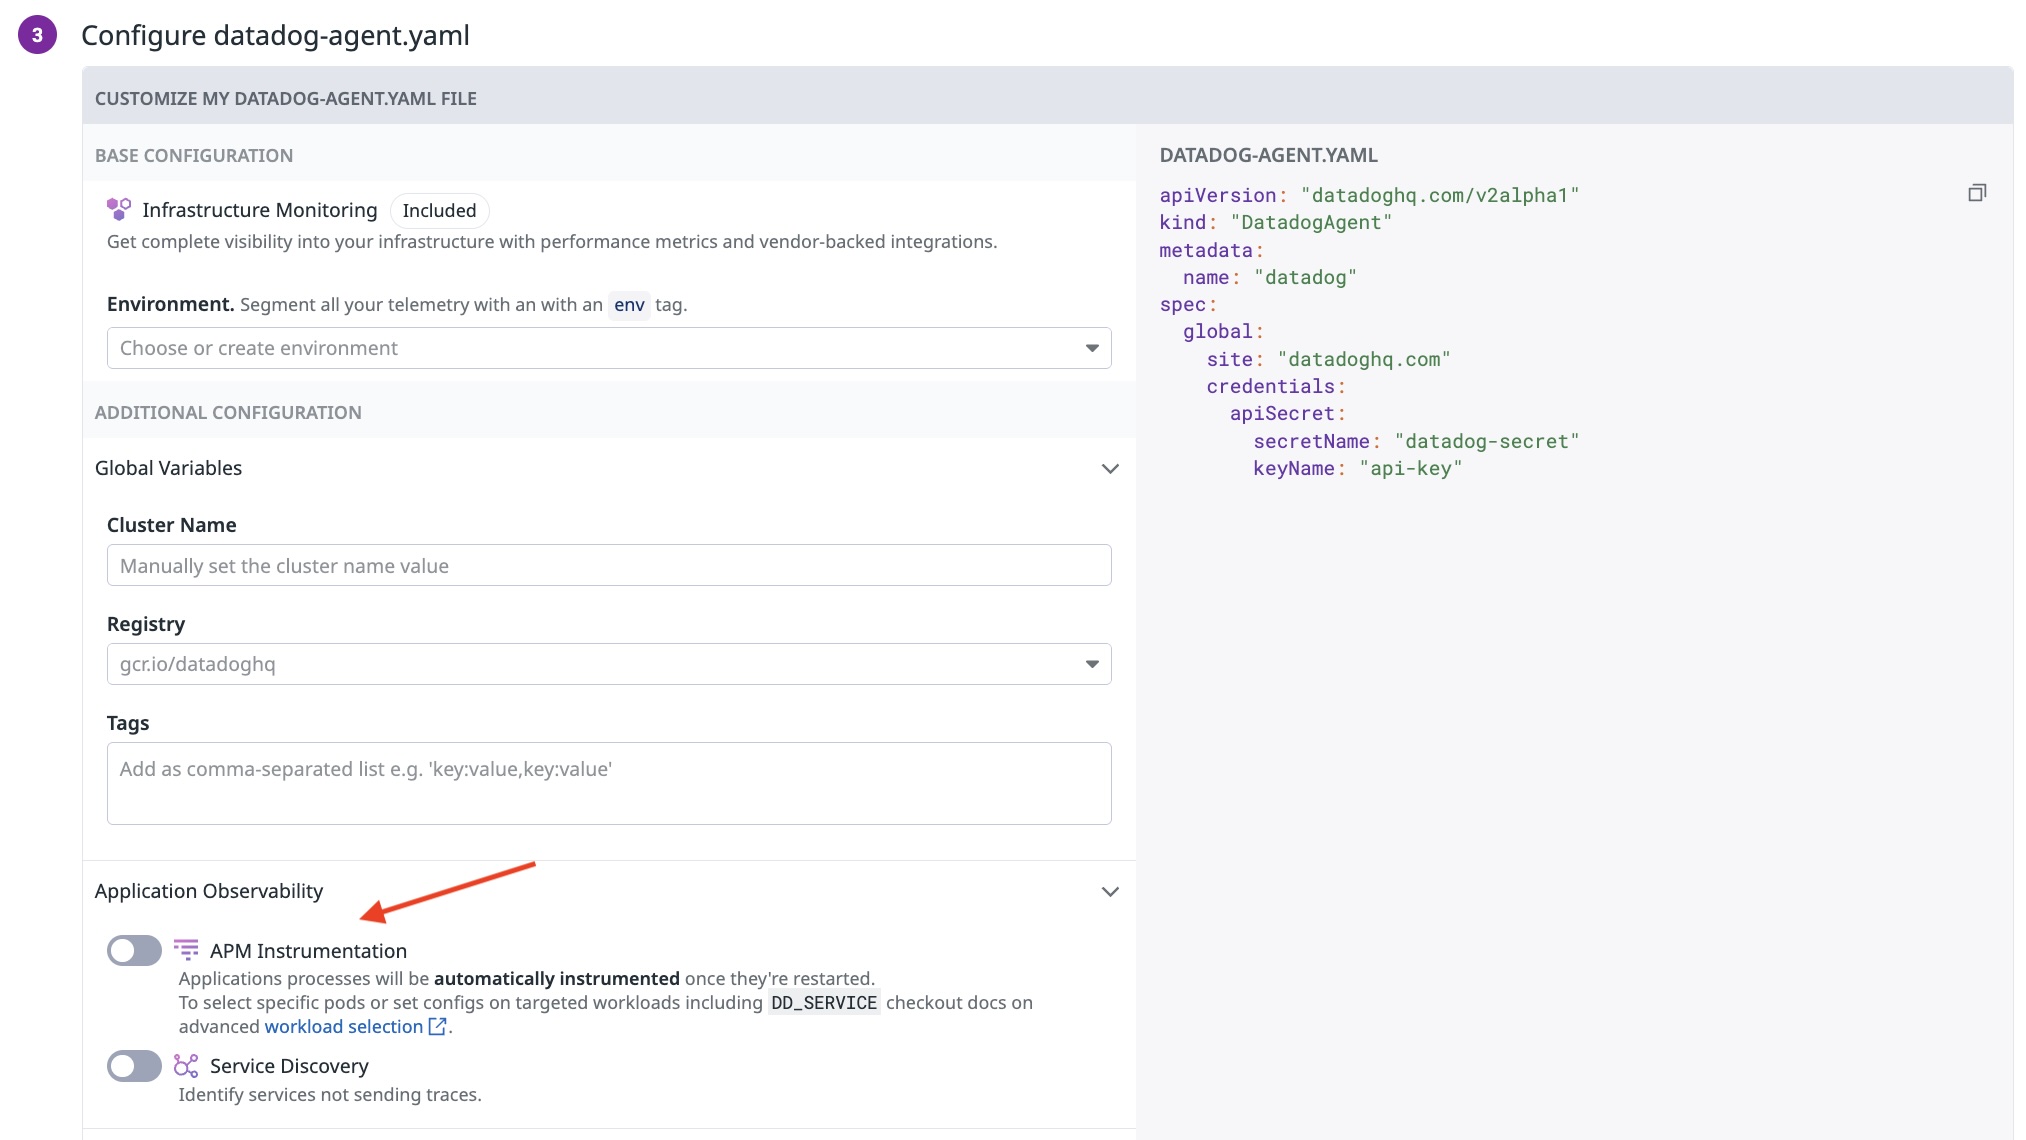 3
Configure datadog-agent.yaml
CUSTOMIZE MY DATADOG-AGENT.YAML FILE
BASE CONFIGURATION
Infrastructure Monitoring Included
Get complete visibility into your infrastructure with performance metrics and vendor-backed integrations.
Environment. Segment all your telemetry with an with an env tag.
Choose or create environment
ADDITIONAL CONFIGURATION
Global Variables
Cluster Name
Manually set the cluster name value
Registry
gcr.io/datadoghq
Tags
Add as comma-separated list e.g. 'key:value,key:value'
Application Observability
APM Instrumentation
Applications processes will be automatically instrumented once they're restarted.
To select specific pods or set configs on targeted workloads including DD_SERVICE checkout docs on
advanced workload selection.
Service Discovery
Identify services not sending traces.
DATADOG-AGENT.YAML
apiVersion: "datadoghq.com/v2alpha1"
kind: "DatadogAgent"
metadata:
  name: "datadog"
spec:
  global:
    site: "datadoghq.com"
    credentials:
      apiSecret:
        secretName: "datadog-secret"
        keyName: "api-key"